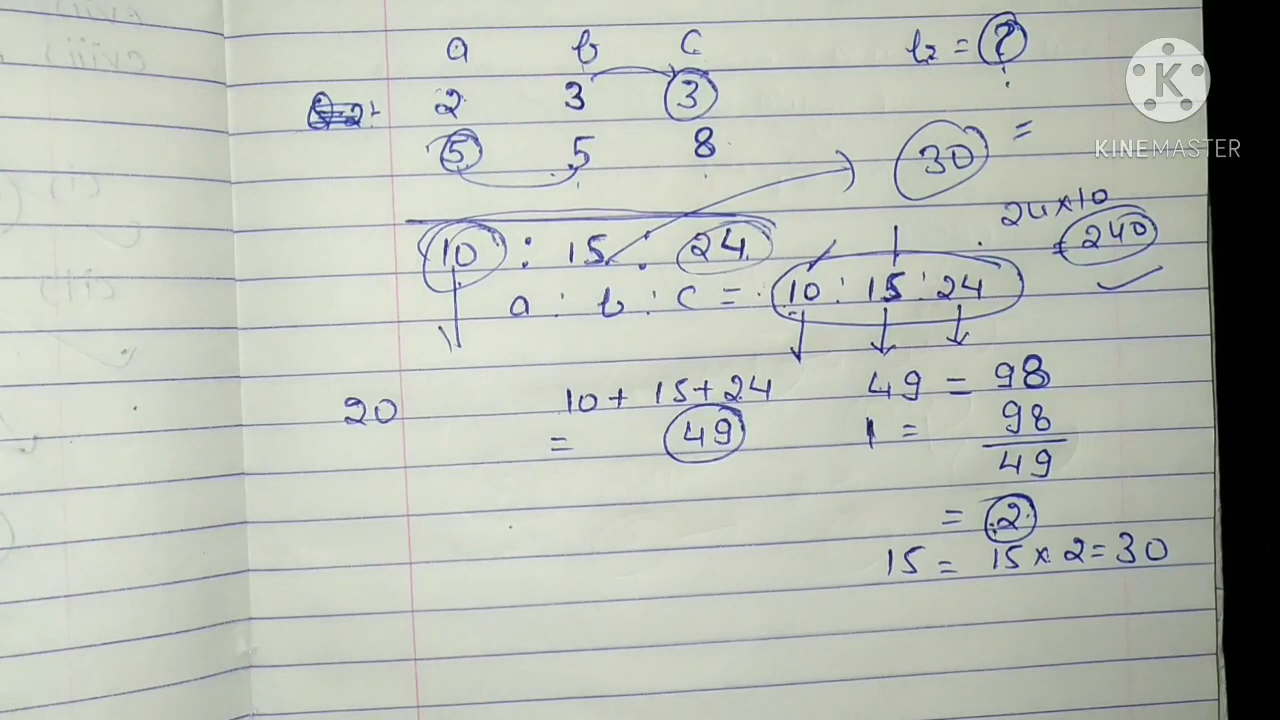 a b c b = ?
2 3 3
5 5 8
30 =
10 : 15 : 24
24 × 10
= 240
a : b : c = 10 : 15 : 24
20
10 + 15 + 24
= 49
49 = 98
1 = 98
49
= 2
15 = 15 × 2 = 30
K
KINEMASTER